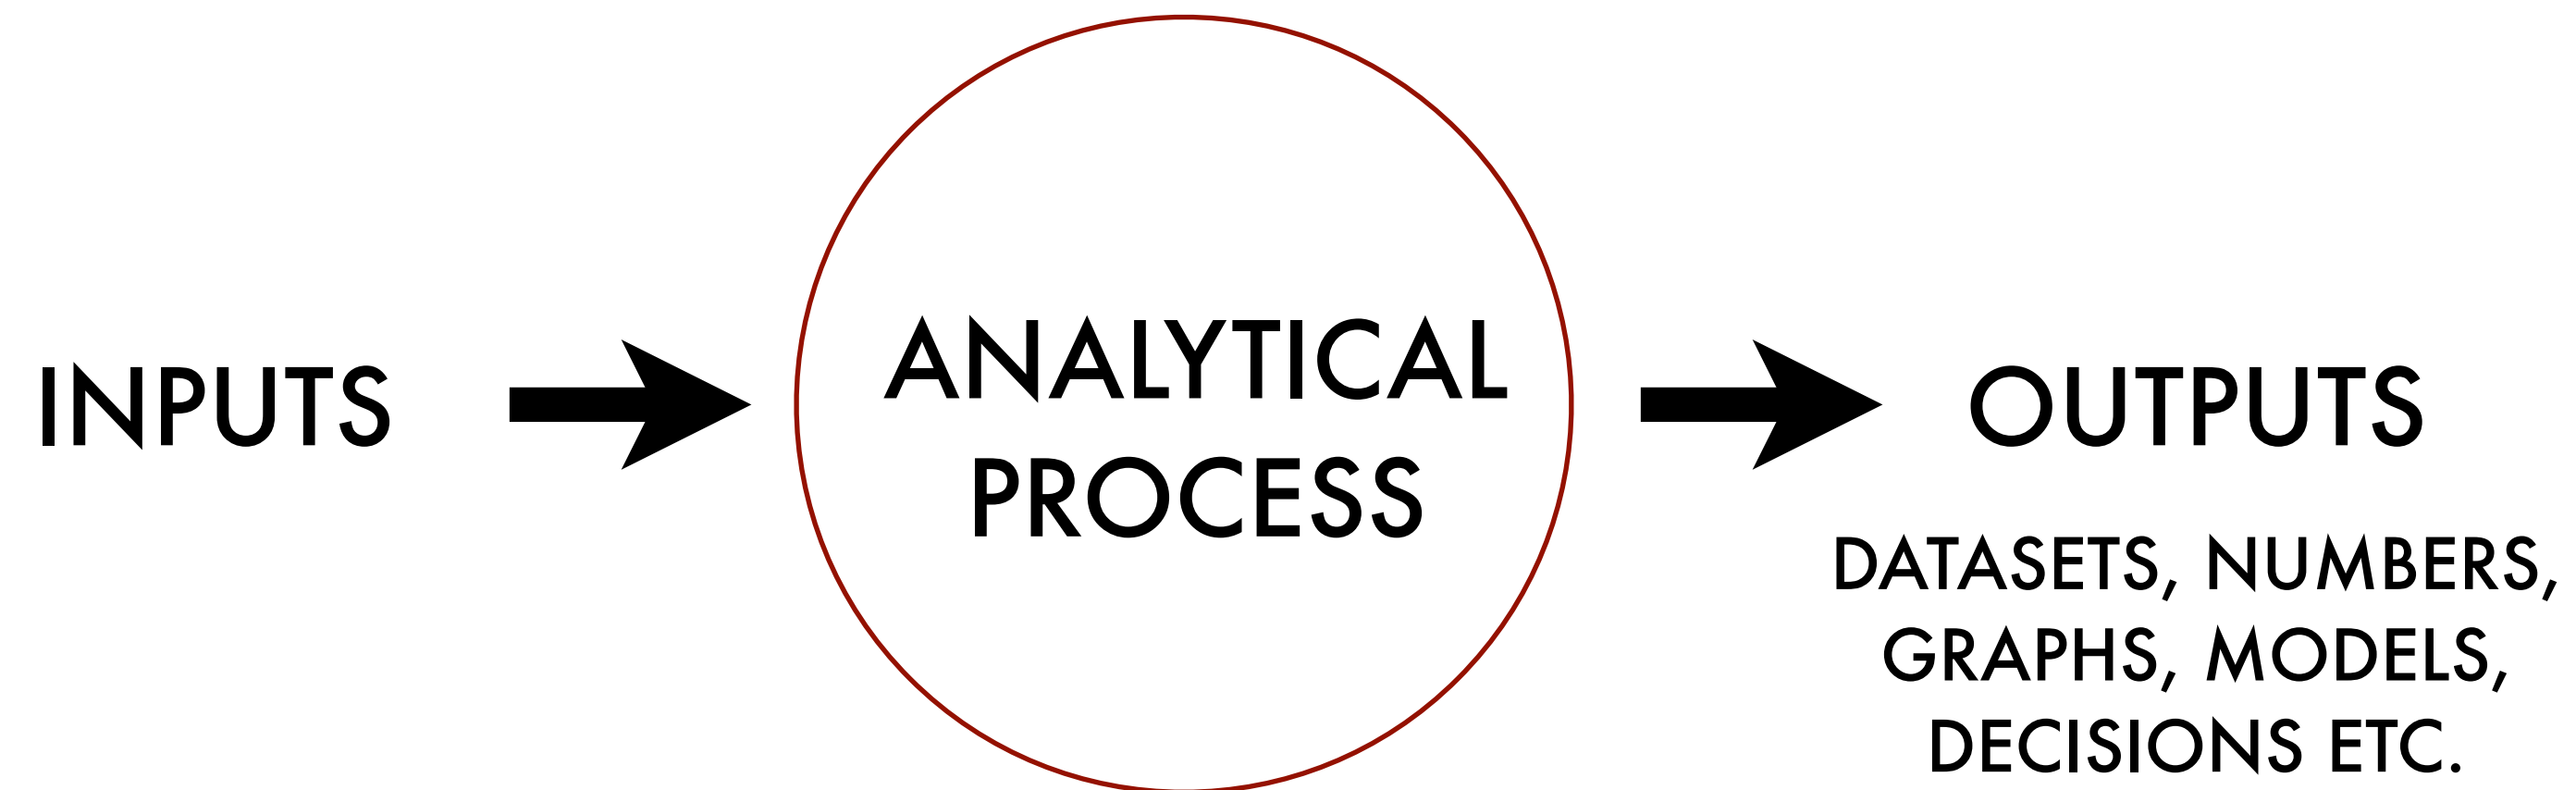 INPUTS
ANALYTICAL
PROCESS
OUTPUTS
DATASETS, NUMBERS,
GRAPHS, MODELS,
DECISIONS ETC.